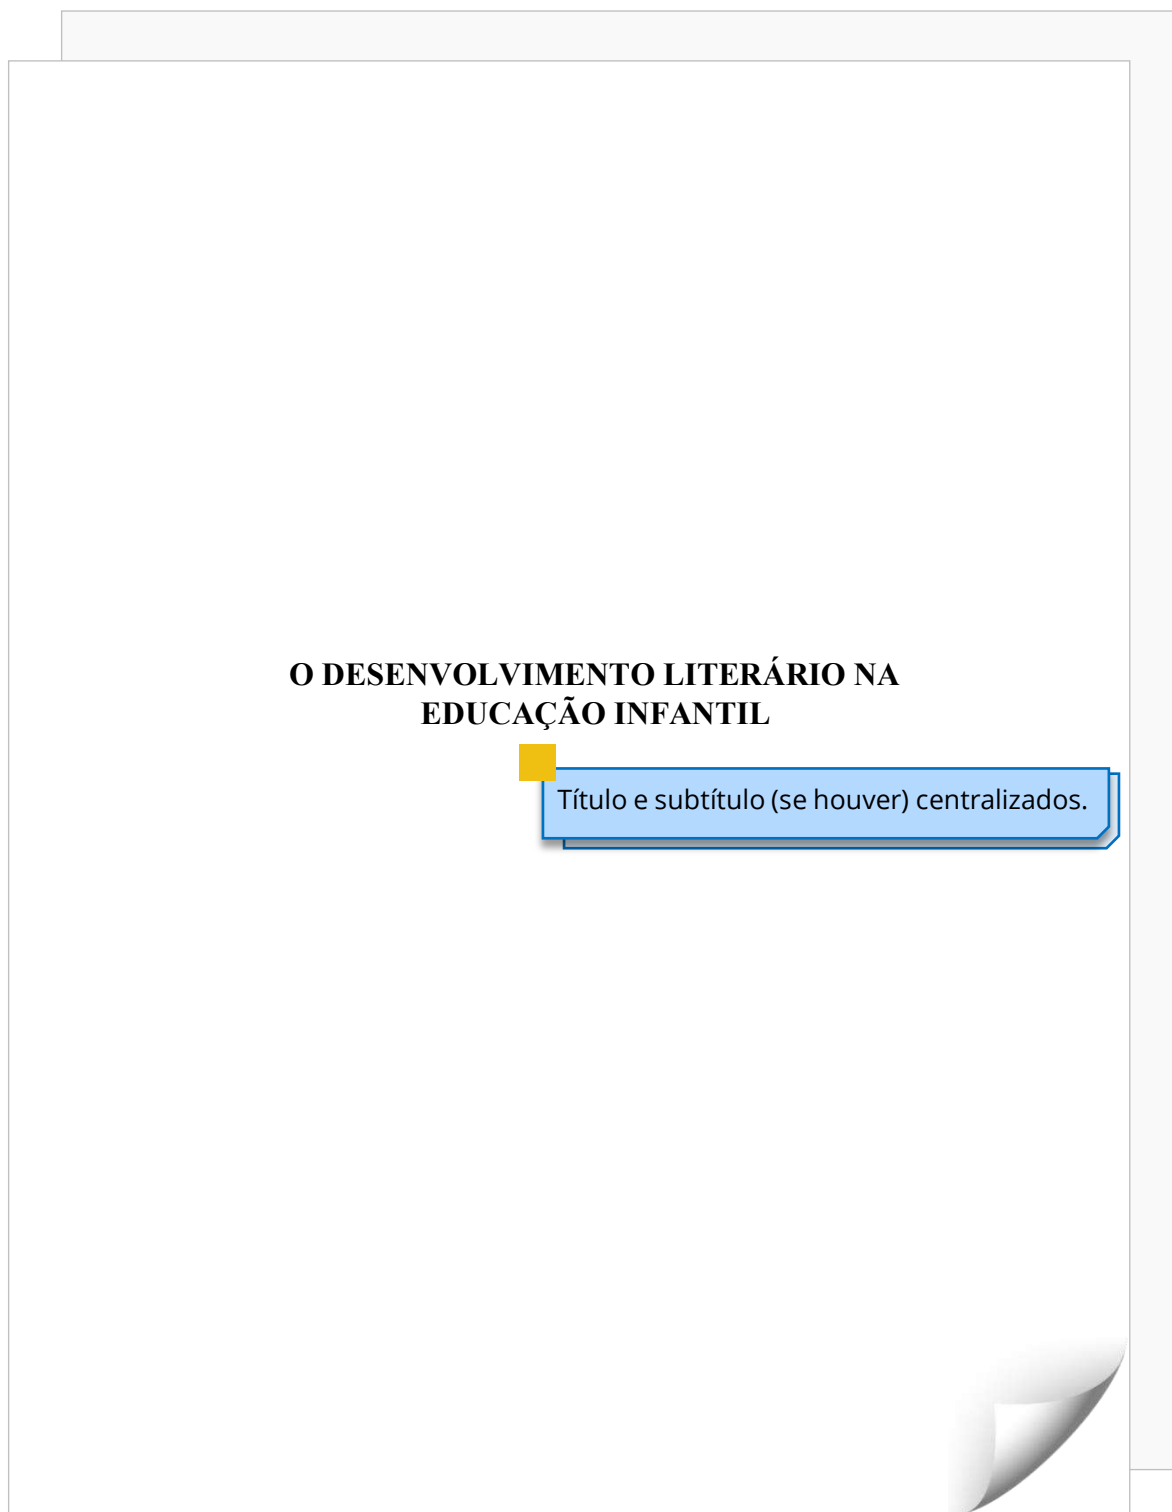 O DESENVOLVIMENTO LITERÁRIO NA
EDUCAÇÃO INFANTIL
Título e subtítulo (se houver) centralizados.